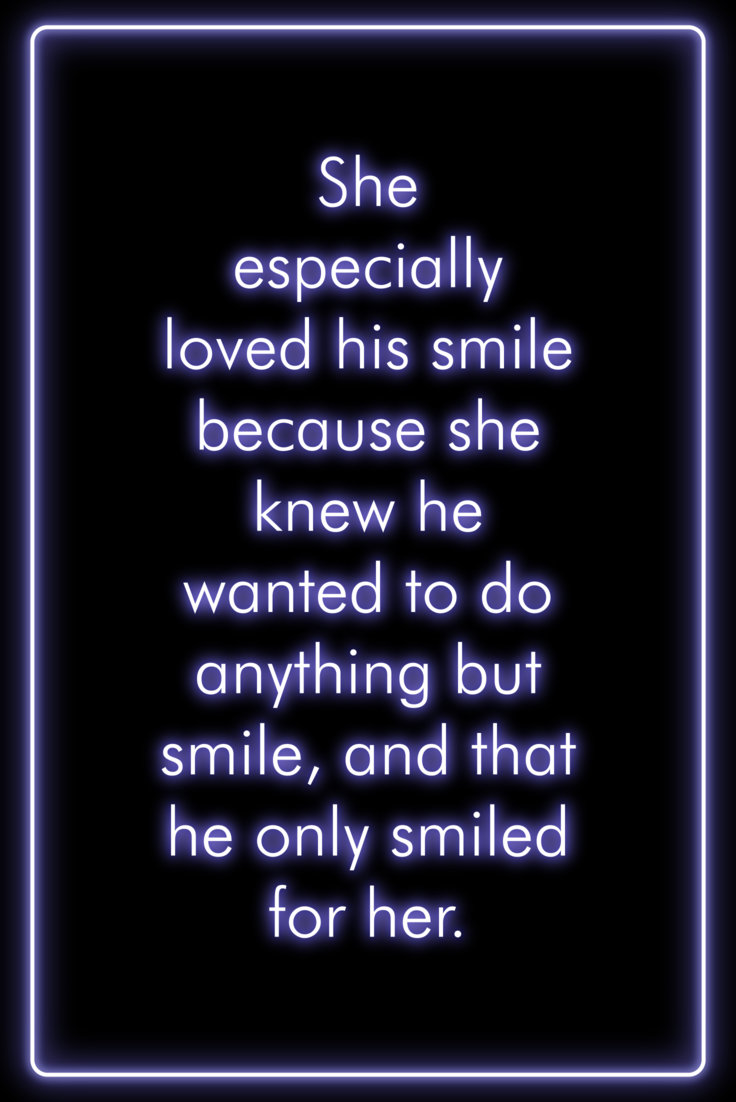 She
especially
loved his smile
because she
knew he
wanted to do
anything but
smile, and that
he only smiled
for her.